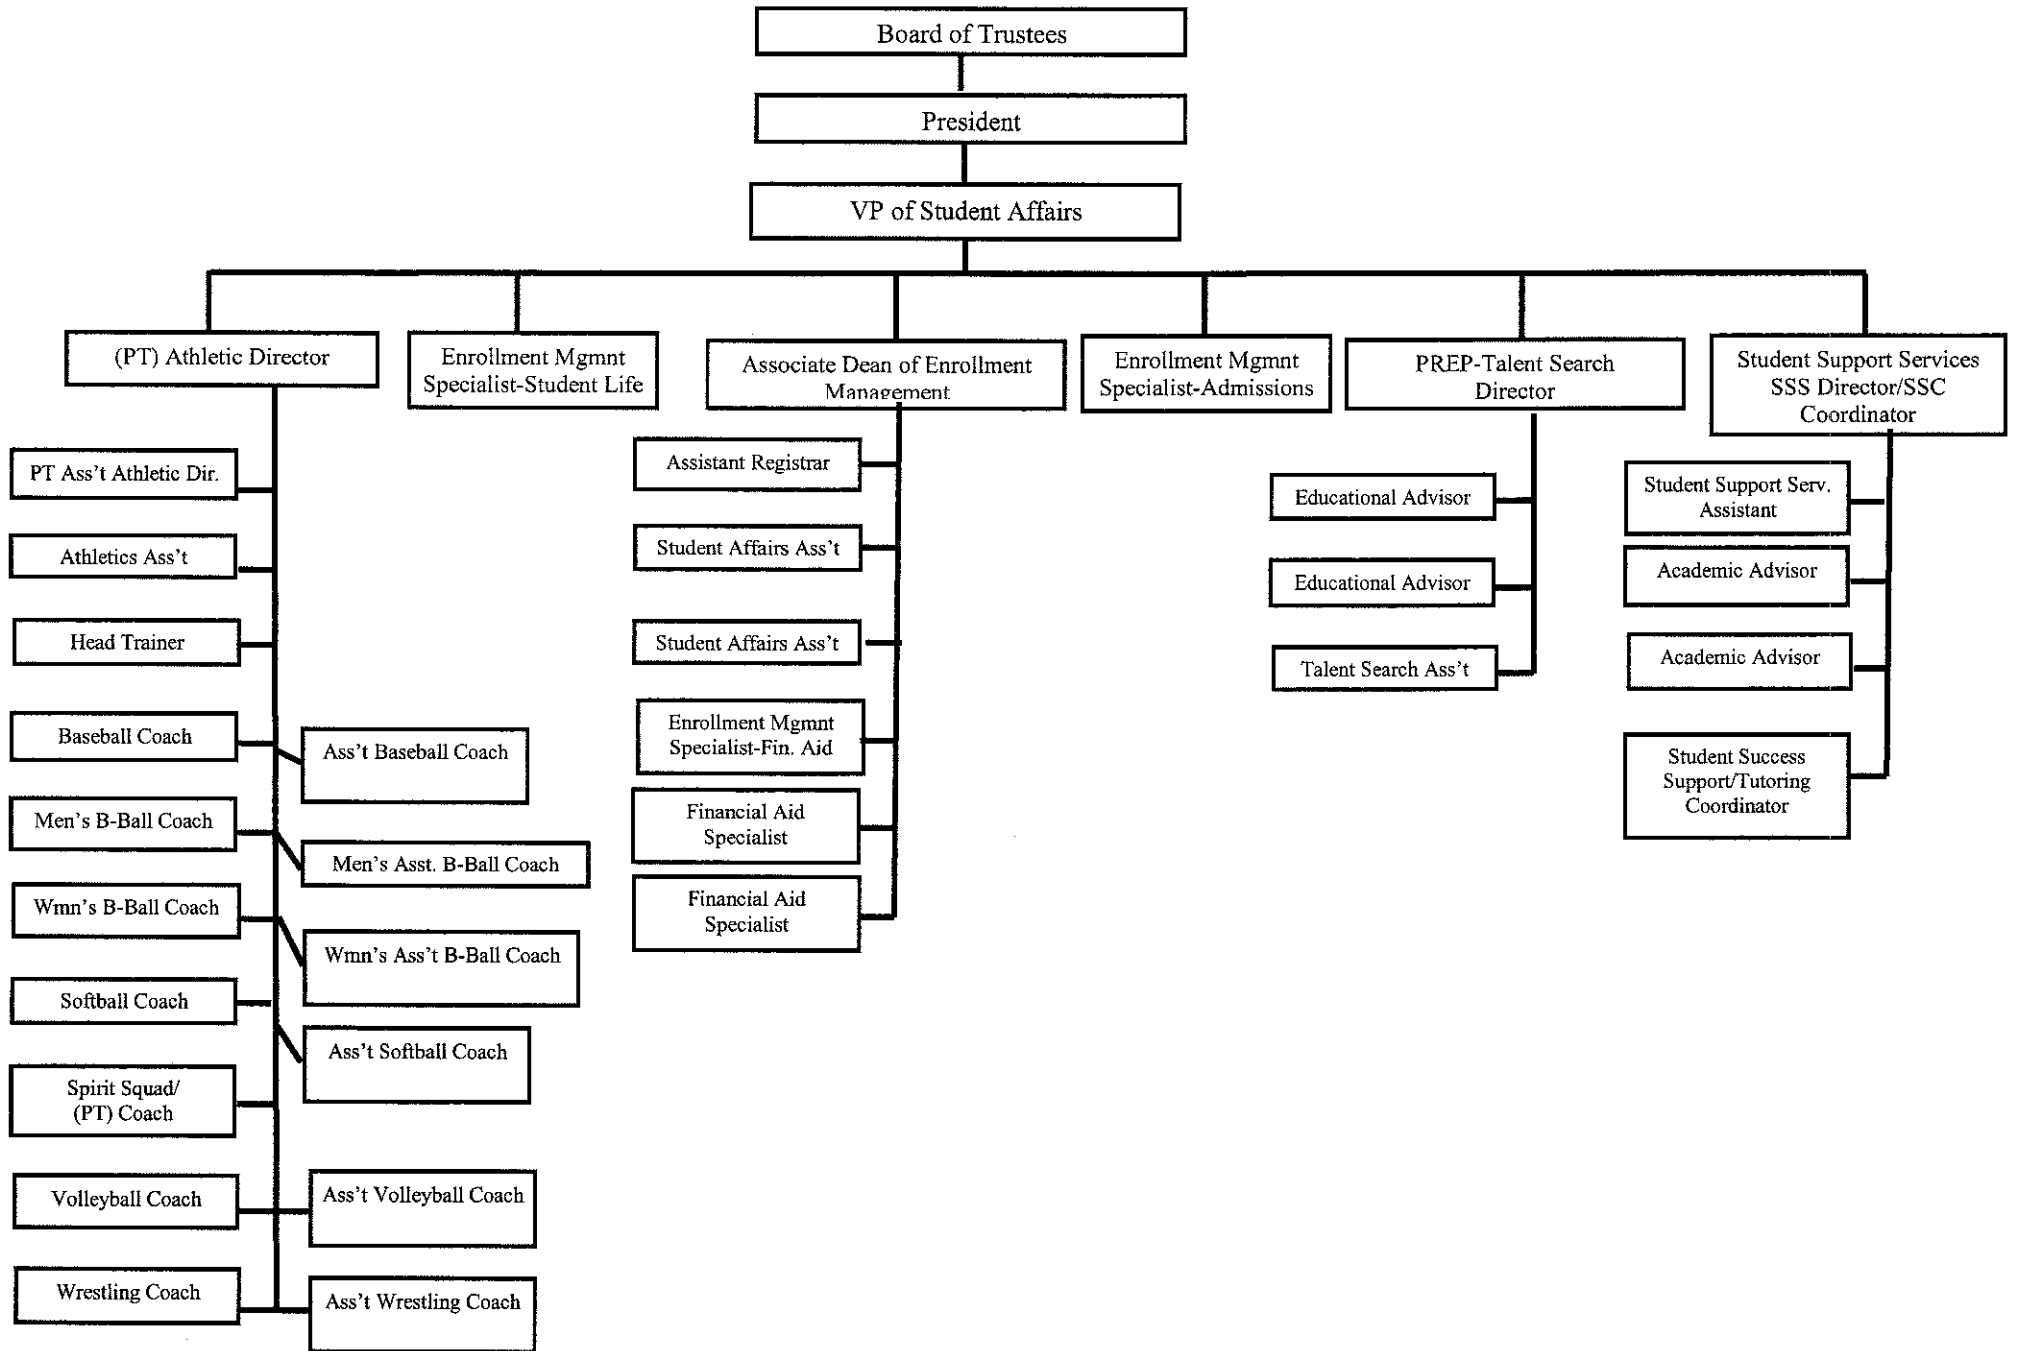 Board of Trustees
President
VP of Student Affairs
(PT) Athletic Director
Enrollment Mgmnt
Specialist-Student Life
Associate Dean of Enrollment
Management
Enrollment Mgmnt
Specialist-Admissions
PREP-Talent Search
Director
Student Support Services
SSS Director/SSC
Coordinator
PT Ass't Athletic Dir.
Athletics Ass't
Head Trainer
Baseball Coach
Ass't Baseball Coach
Men's B-Ball Coach
Men's Asst. B-Ball Coach
Wmn's B-Ball Coach
Wmn's Ass't B-Ball Coach
Softball Coach
Ass't Softball Coach
Spirit Squad/
(PT) Coach
Volleyball Coach
Ass't Volleyball Coach
Wrestling Coach
Ass't Wrestling Coach
Assistant Registrar
Student Affairs Ass't
Student Affairs Ass't
Enrollment Mgmnt
Specialist-Fin. Aid
Financial Aid
Specialist
Financial Aid
Specialist
Educational Advisor
Educational Advisor
Talent Search Ass't
Student Support Serv.
Assistant
Academic Advisor
Academic Advisor
Student Success
Support/Tutoring
Coordinator